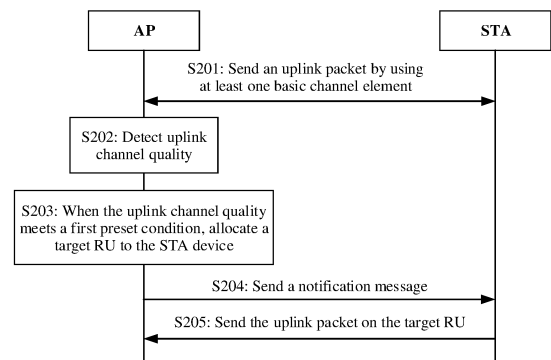 AP
STA
S201: Send an uplink packet by using
at least one basic channel element
S202: Detect uplink
channel quality
S203: When the uplink channel quality
meets a first preset condition, allocate a
target RU to the STA device
S204: Send a notification message
S205: Send the uplink packet on the target RU